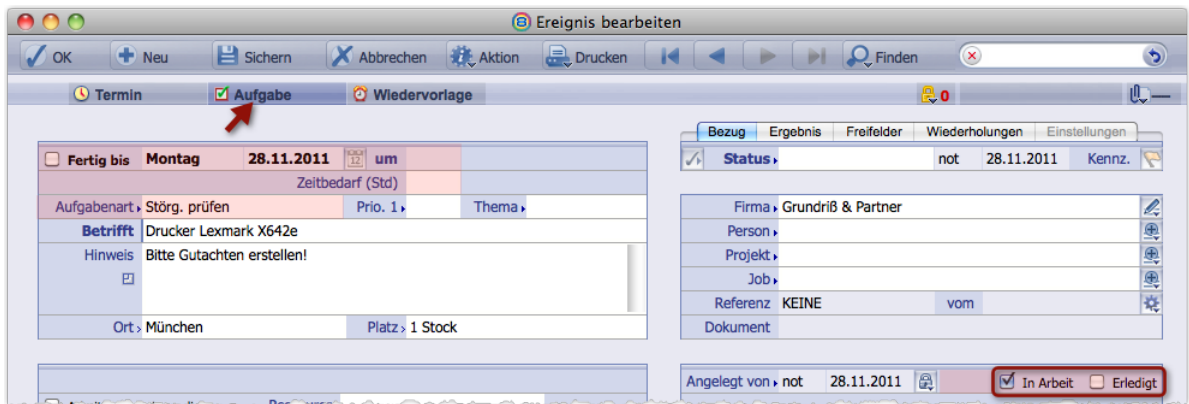 Ereignis bearbeiten
OK Neu Sichern Abbrechen Aktion Drucken Finden
Termin Aufgabe Wiedervorlage 0
Bezug Ergebnis Freifelder Wiederholungen Einstellungen
Fertig bis Montag 28.11.2011 12 um
Status not 28.11.2011 Kennz.
Zeitbedarf (Std)
Aufgabenart Störg. prüfen Prio. 1 Thema
Firma Grundriß & Partner
Betrifft Drucker Lexmark X642e
Person
Hinweis Bitte Gutachten erstellen!
Projekt
Job
Referenz KEINE vom
Ort München Platz 1 Stock
Dokument
Angelegt von not 28.11.2011 In Arbeit Erledigt